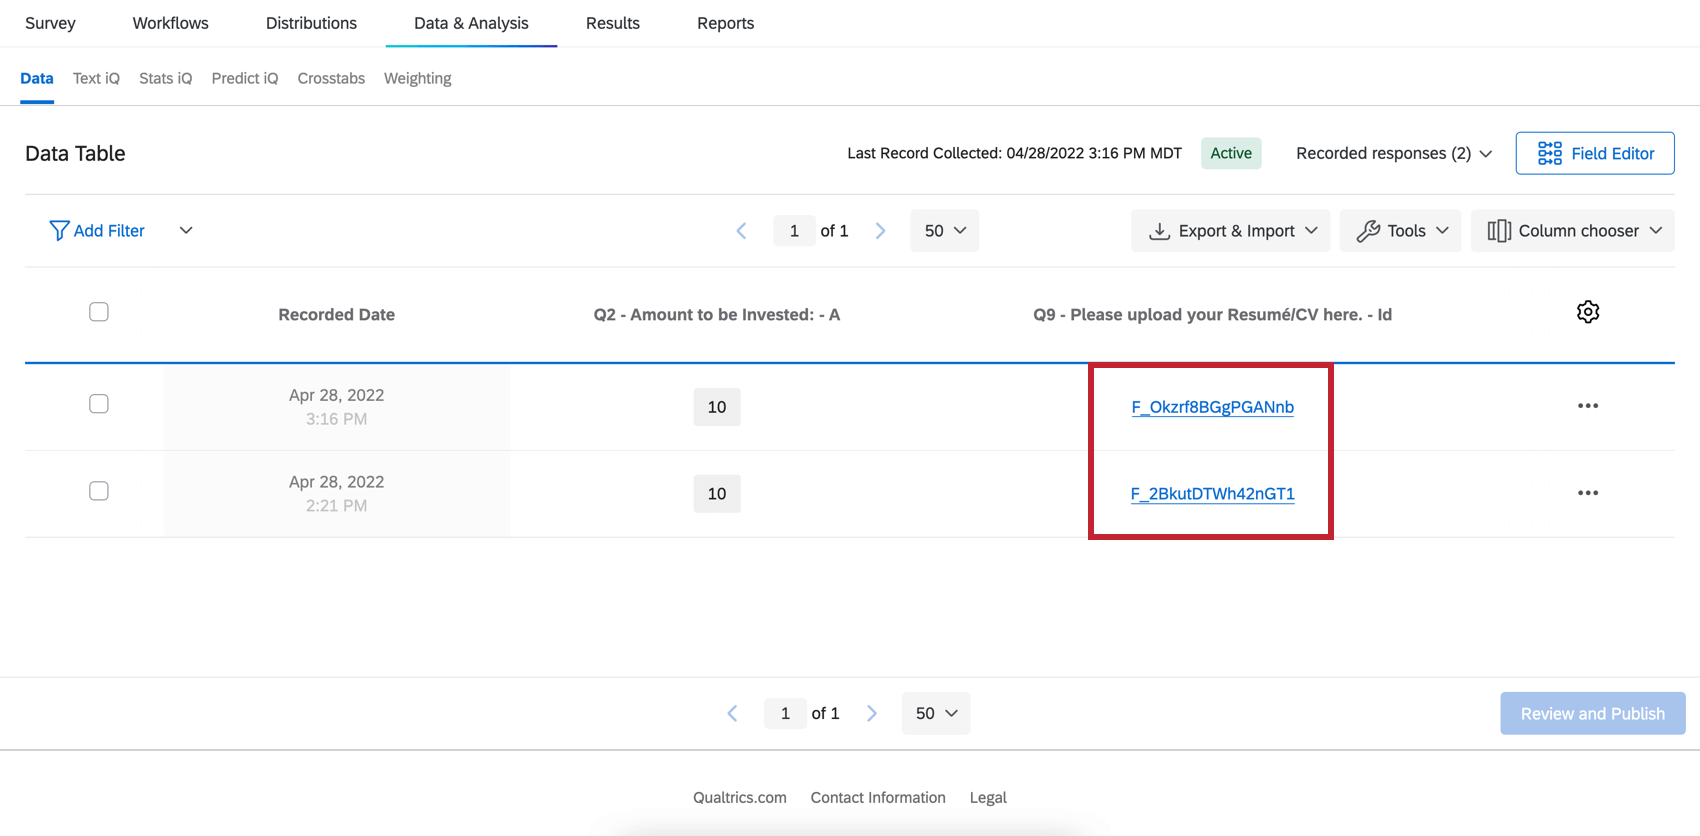 Survey Workflows Distributions Data & Analysis Results Reports
Data Text iQ Stats iQ Predict iQ Crosstabs Weighting
Data Table Last Record Collected: 04/28/2022 3:16 PM MDT Active Recorded responses (2) Field Editor
Add Filter 1 of 1 50 Export & Import Tools Column chooser
Recorded Date Q2 - Amount to be Invested: - A Q9 - Please upload your Resumé/CV here. - Id
Apr 28, 2022
3:16 PM
10 F_Okzrf8BGgPGANnb
Apr 28, 2022
2:21 PM
10 F_2BkutDTWh42nGT1
1 of 1 50 Review and Publish
Qualtrics.com Contact Information Legal